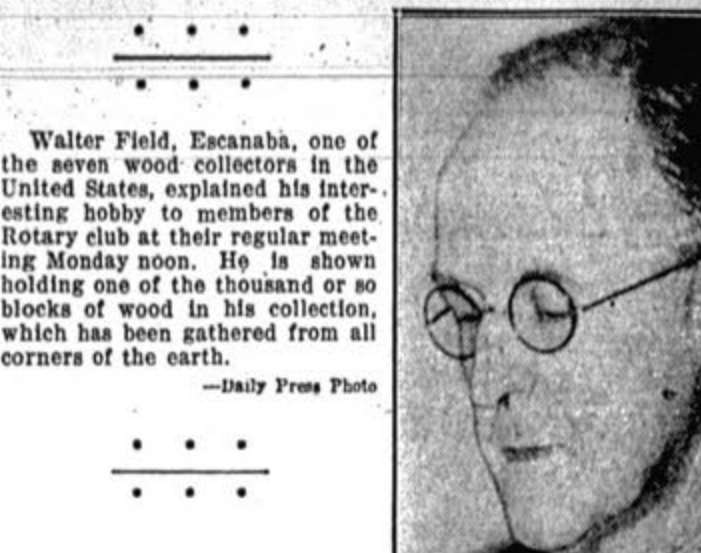 Walter Field, Escanaba, one of
the seven wood collectors in the
United States, explained his inter-
esting hobby to members of the
Rotary club at their regular meet-
ing Monday noon. He is shown
holding one of the thousand or so
blocks of wood in his collection,
which has been gathered from all
corners of the earth.
—Daily Press Photo